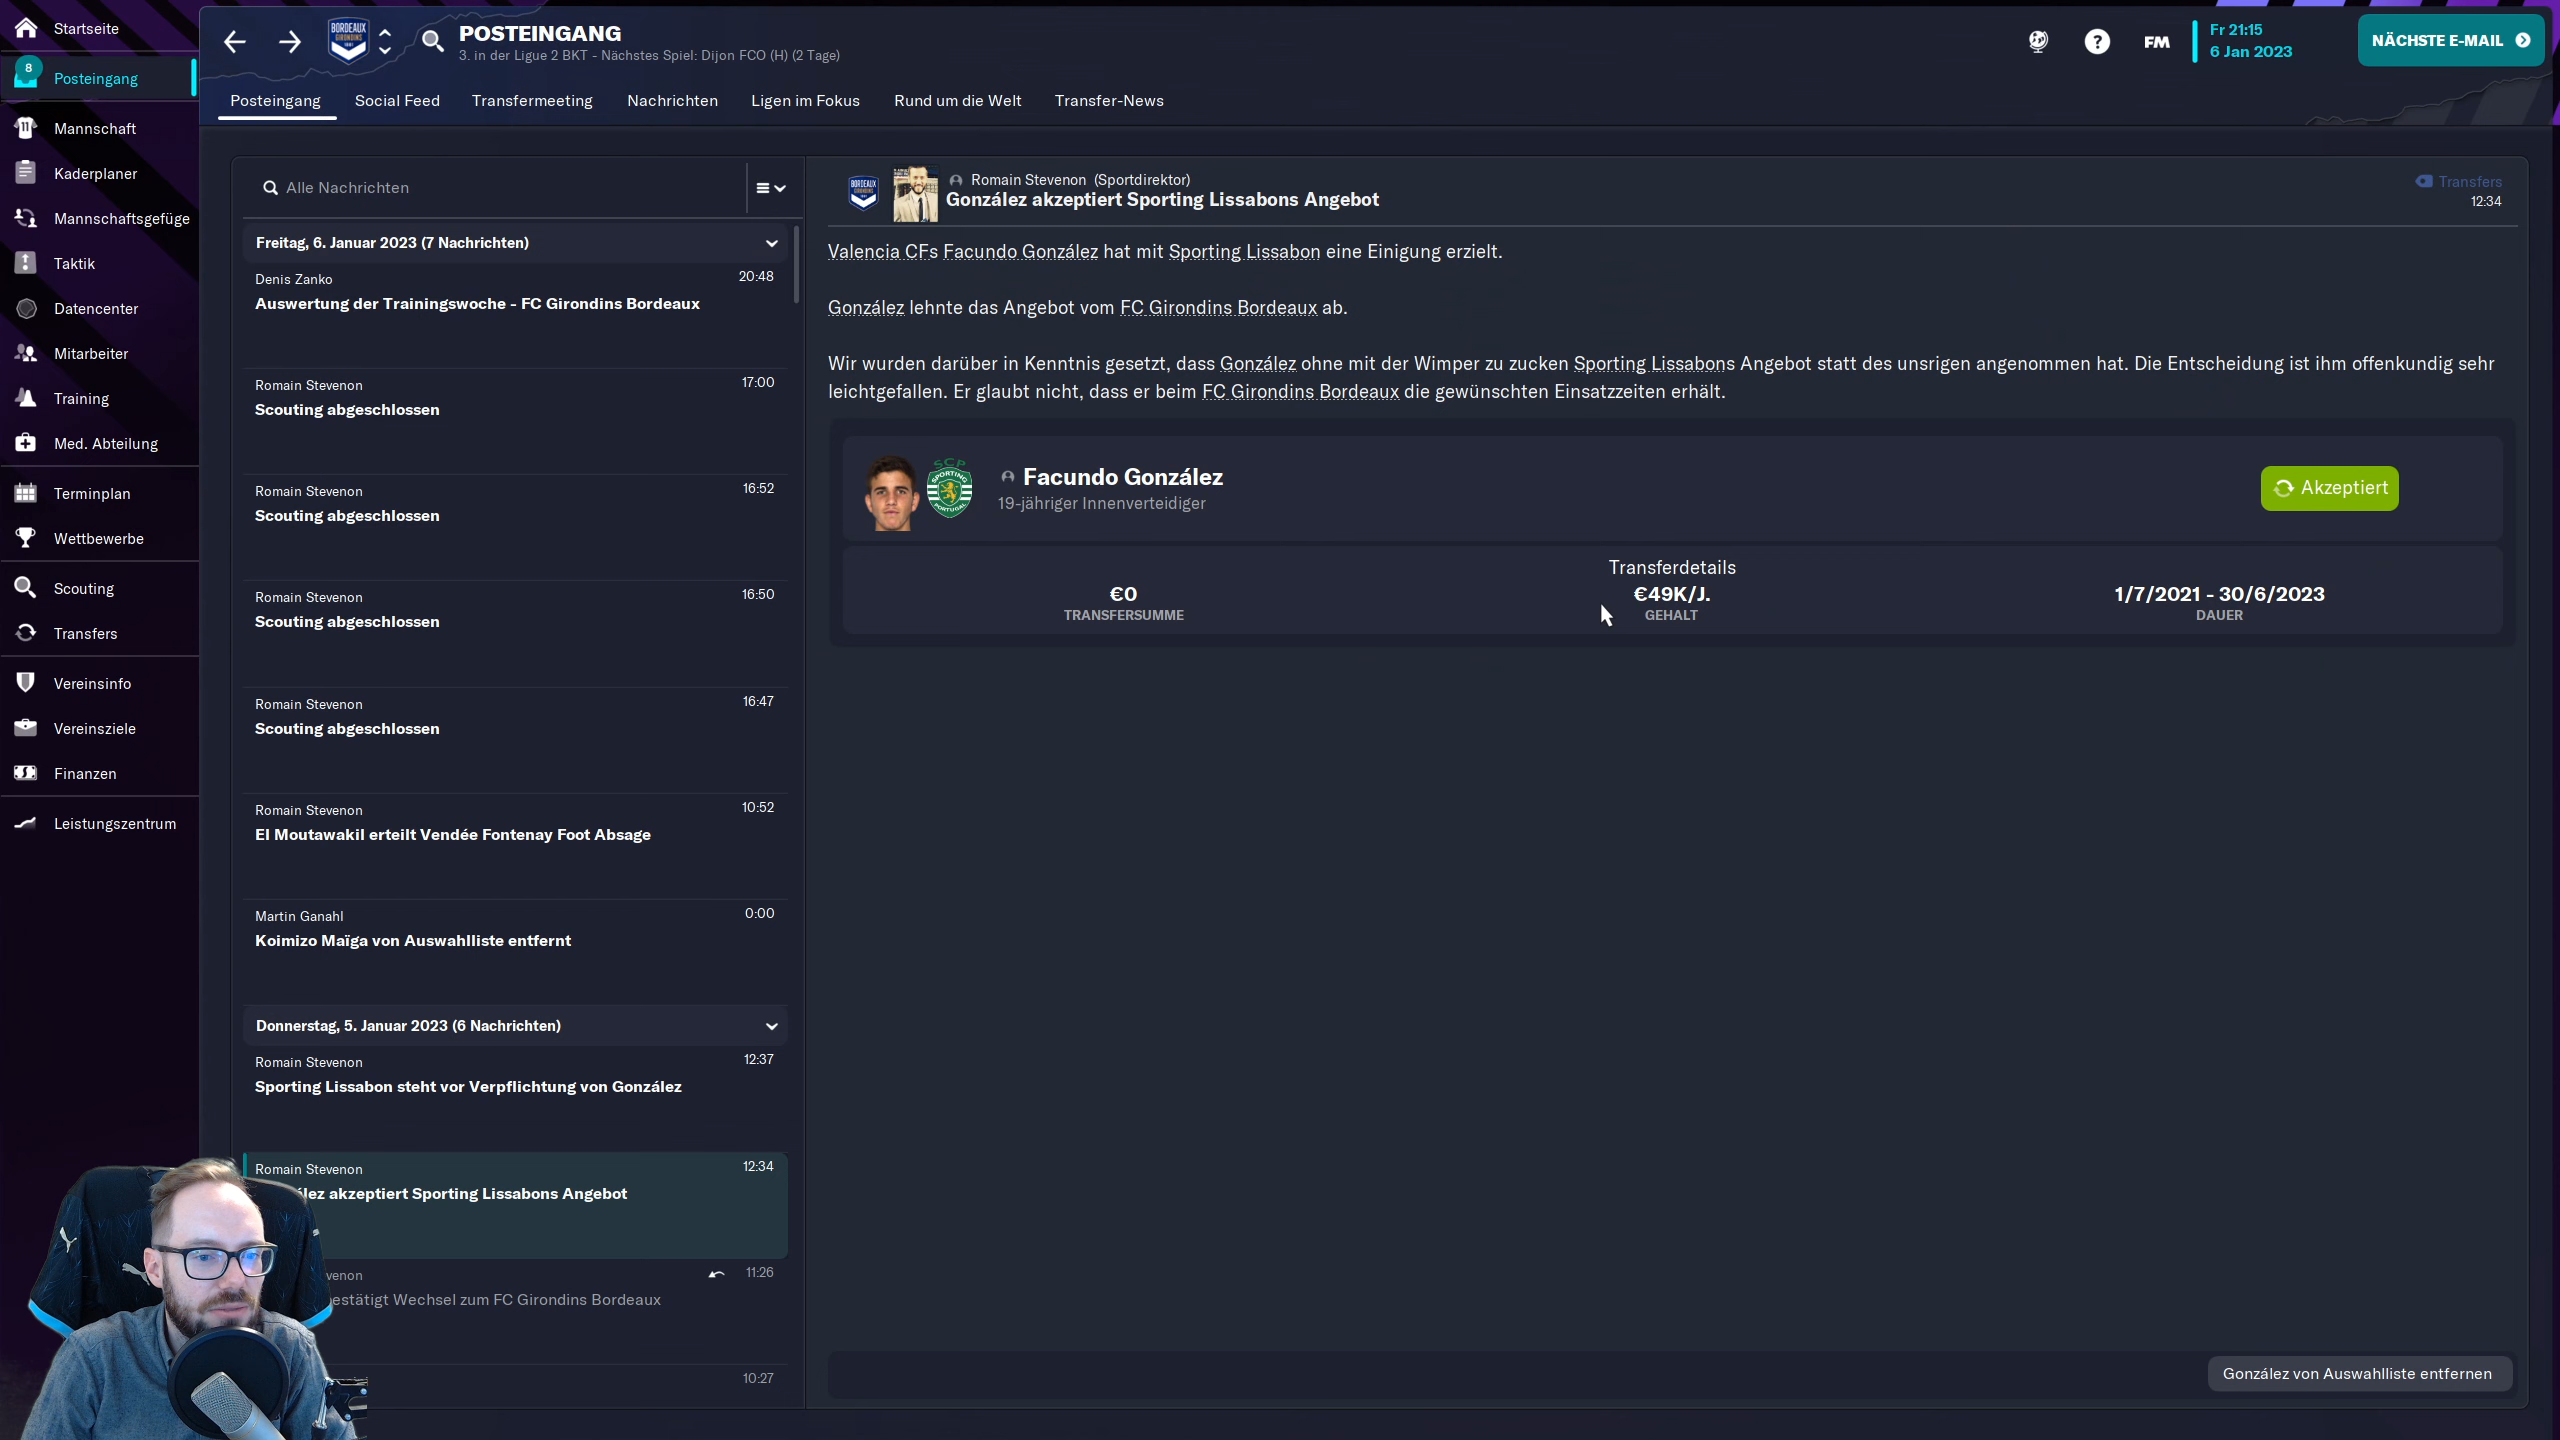 Startseite
8
Posteingang
Mannschaft
Kaderplaner
Mannschaftsgefüge
Taktik
Datencenter
Mitarbeiter
Training
Med. Abteilung
Terminplan
Wettbewerbe
Scouting
Transfers
Vereinsinfo
Vereinsziele
Finanzen
Leistungszentrum
POSTEINGANG
3. in der Ligue 2 BKT - Nächstes Spiel: Dijon FCO (H) (2 Tage)
FM
Fr 21:15
6 Jan 2023
NÄCHSTE E-MAIL
Posteingang Social Feed Transfermeeting Nachrichten Ligen im Fokus Rund um die Welt Transfer-News
Alle Nachrichten
Freitag, 6. Januar 2023 (7 Nachrichten)
Denis Zanko 20:48
Auswertung der Trainingswoche - FC Girondins Bordeaux
Romain Stevenon 17:00
Scouting abgeschlossen
Romain Stevenon 16:52
Scouting abgeschlossen
Romain Stevenon 16:50
Scouting abgeschlossen
Romain Stevenon 16:47
Scouting abgeschlossen
Romain Stevenon 10:52
El Moutawakil erteilt Vendée Fontenay Foot Absage
Martin Ganahl 0:00
Koimizo Maïga von Auswahlliste entfernt
Donnerstag, 5. Januar 2023 (6 Nachrichten)
Romain Stevenon 12:37
Sporting Lissabon steht vor Verpflichtung von González
Romain Stevenon 12:34
lez akzeptiert Sporting Lissabons Angebot
venon 11:26
estätigt Wechsel zum FC Girondins Bordeaux
10:27
Romain Stevenon (Sportdirektor)
González akzeptiert Sporting Lissabons Angebot
Transfers
12:34
Valencia CFs Facundo González hat mit Sporting Lissabon eine Einigung erzielt.
González lehnte das Angebot vom FC Girondins Bordeaux ab.
Wir wurden darüber in Kenntnis gesetzt, dass González ohne mit der Wimper zu zucken Sporting Lissabons Angebot statt des unsrigen angenommen hat. Die Entscheidung ist ihm offenkundig sehr
leichtgefallen. Er glaubt nicht, dass er beim FC Girondins Bordeaux die gewünschten Einsatzzeiten erhält.
Facundo González
19-jähriger Innenverteidiger
Akzeptiert
Transferdetails
€0 €49K/J. 1/7/2021 - 30/6/2023
TRANSFERSUMME GEHALT DAUER
González von Auswahlliste entfernen